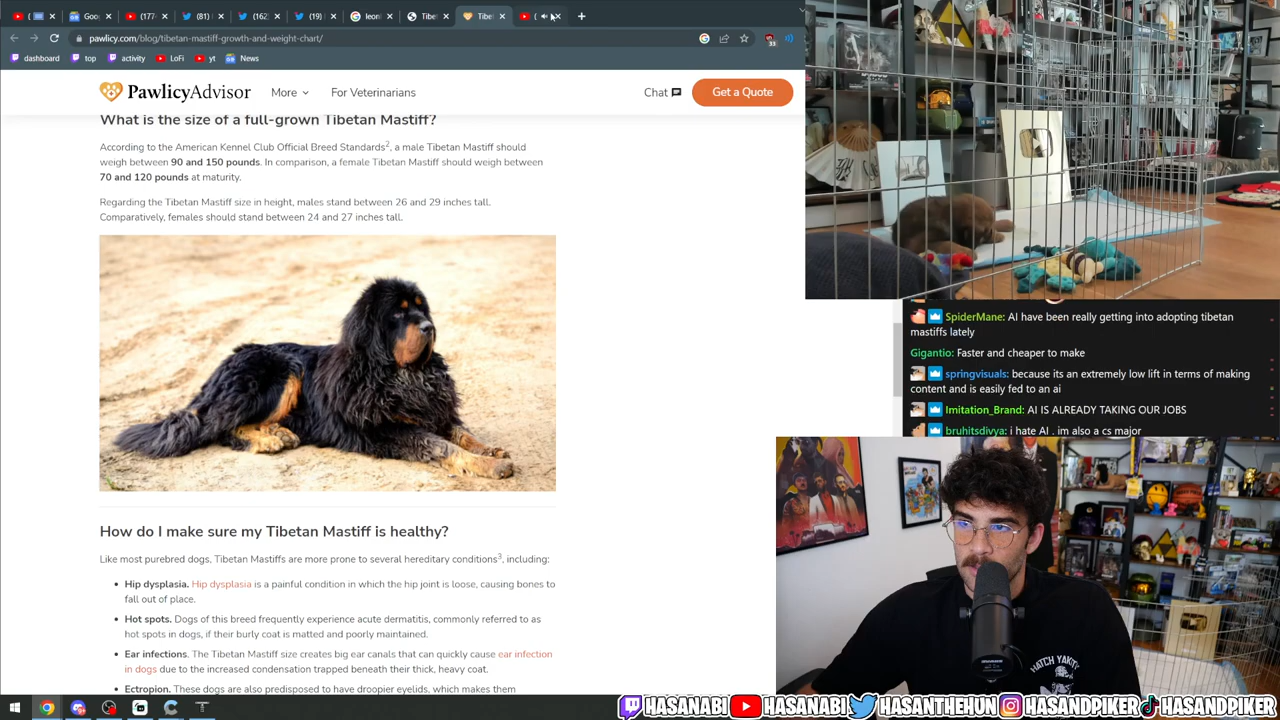 (
Goog
(177
(81)
(162
(19)
leon
Tibe
Tibe
(
pawlicy.com/blog/tibetan-mastiff-growth-and-weight-chart/
33
dashboard
top
activity
LoFi
yt
News
PawlicyAdvisor
More
For Veterinarians
Chat
Get a Quote
What is the size of a full-grown Tibetan Mastiff?
According to the American Kennel Club Official Breed Standards2, a male Tibetan Mastiff should
weigh between 90 and 150 pounds. In comparison, a female Tibetan Mastiff should weigh between
70 and 120 pounds at maturity.
Regarding the Tibetan Mastiff size in height, males stand between 26 and 29 inches tall.
Comparatively, females should stand between 24 and 27 inches tall.
How do I make sure my Tibetan Mastiff is healthy?
Like most purebred dogs, Tibetan Mastiffs are more prone to several hereditary conditions3, including:
Hip dysplasia. Hip dysplasia is a painful condition in which the hip joint is loose, causing bones to
fall out of place.
Hot spots. Dogs of this breed frequently experience acute dermatitis, commonly referred to as
hot spots in dogs, if their burly coat is matted and poorly maintained.
Ear infections. The Tibetan Mastiff size creates big ear canals that can quickly cause ear infection
in dogs due to the increased condensation trapped beneath their thick, heavy coat.
Ectropion. These dogs are also predisposed to have droopier eyelids, which makes them
SpiderMane: AI have been really getting into adopting tibetan
mastiffs lately
Gigantio: Faster and cheaper to make
springvisuals: because its an extremely low lift in terms of making
content and is easily fed to an ai
Imitation_Brand: AI IS ALREADY TAKING OUR JOBS
bruhitsdivya: i hate AI . im also a cs major
HATCH YAKITORI
HASANABI
HASANABI
HASANTHEHUN
HASANDPIKER
HASANDPIKER